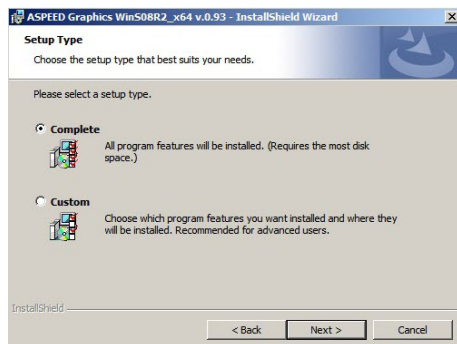 ASPEED Graphics WinS08R2_x64 v.0.93 - InstallShield Wizard
Setup Type
Choose the setup type that best suits your needs.
Please select a setup type.
Complete
All program features will be installed. (Requires the most disk
space.)
Custom
Choose which program features you want installed and where they
will be installed. Recommended for advanced users.
InstallShield
< Back
Next >
Cancel